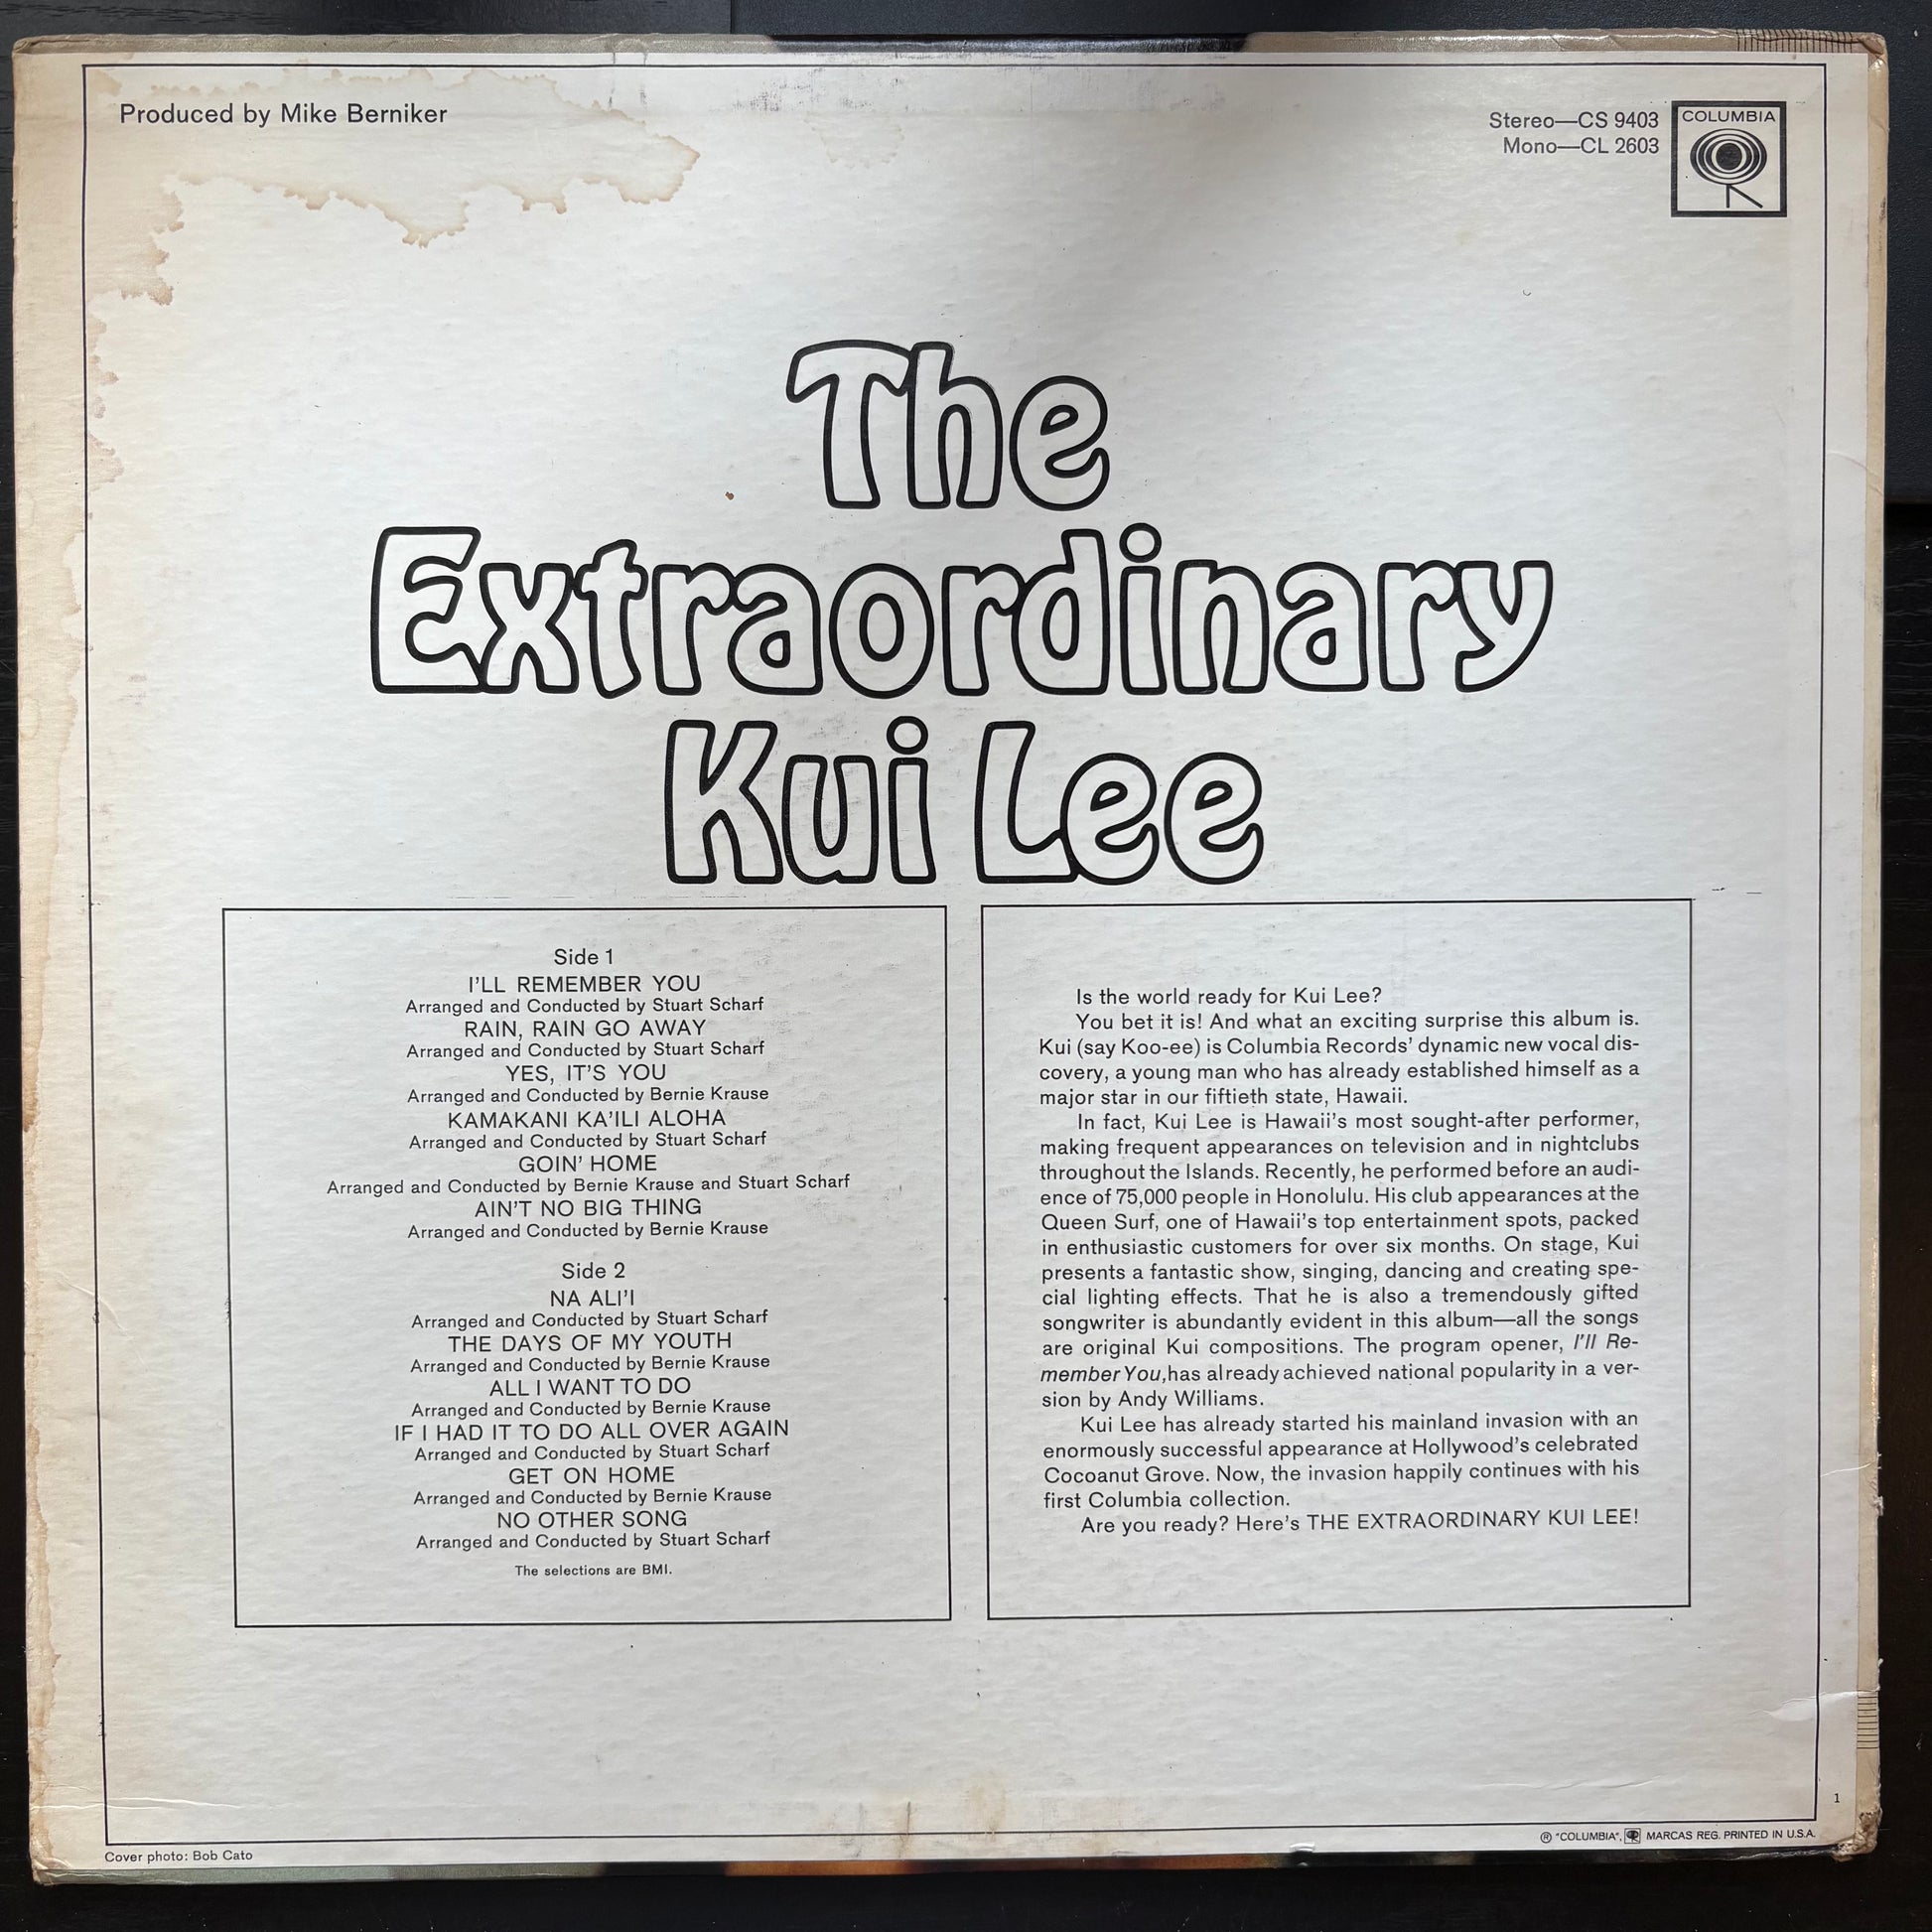 Produced by Mike Berniker
Stereo—CS 9403
Mono—CL 2603
COLUMBIA
The
Extraordinary
Kui Lee
Side 1
I'LL REMEMBER YOU
Arranged and Conducted by Stuart Scharf
RAIN, RAIN GO AWAY
Arranged and Conducted by Stuart Scharf
YES, IT'S YOU
Arranged and Conducted by Bernie Krause
KAMAKANI KA'ILI ALOHA
Arranged and Conducted by Stuart Scharf
GOIN' HOME
Arranged and Conducted by Bernie Krause and Stuart Scharf
AIN'T NO BIG THING
Arranged and Conducted by Bernie Krause
Side 2
NA ALI'I
Arranged and Conducted by Stuart Scharf
THE DAYS OF MY YOUTH
Arranged and Conducted by Bernie Krause
ALL I WANT TO DO
Arranged and Conducted by Bernie Krause
IF I HAD IT TO DO ALL OVER AGAIN
Arranged and Conducted by Stuart Scharf
GET ON HOME
Arranged and Conducted by Bernie Krause
NO OTHER SONG
Arranged and Conducted by Stuart Scharf
The selections are BMI.
Is the world ready for Kui Lee?
You bet it is! And what an exciting surprise this album is.
Kui (say Koo-ee) is Columbia Records' dynamic new vocal dis-
covery, a young man who has already established himself as a
major star in our fiftieth state, Hawaii.
In fact, Kui Lee is Hawaii's most sought-after performer,
making frequent appearances on television and in nightclubs
throughout the Islands. Recently, he performed before an audi-
ence of 75,000 people in Honolulu. His club appearances at the
Queen Surf, one of Hawaii's top entertainment spots, packed
in enthusiastic customers for over six months. On stage, Kui
presents a fantastic show, singing, dancing and creating spe-
cial lighting effects. That he is also a tremendously gifted
songwriter is abundantly evident in this album—all the songs
are original Kui compositions. The program opener, I'll Re-
member You, has already achieved national popularity in a ver-
sion by Andy Williams.
Kui Lee has already started his mainland invasion with an
enormously successful appearance at Hollywood's celebrated
Cocoanut Grove. Now, the invasion happily continues with his
first Columbia collection.
Are you ready? Here's THE EXTRAORDINARY KUI LEE!
1
Cover photo: Bob Cato
® "COLUMBIA", MARCAS REG. PRINTED IN U.S.A.